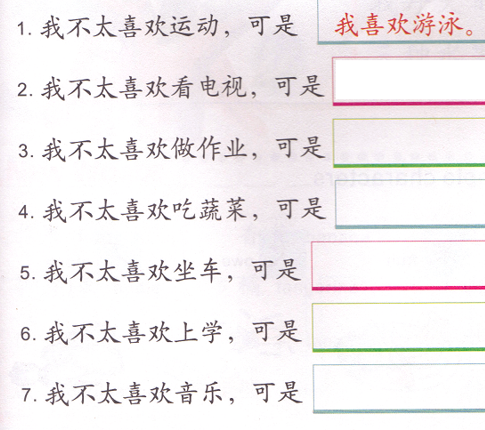 1. 我不太喜欢运动，可是 我喜欢游泳。
2. 我不太喜欢看电视，可是
3. 我不太喜欢做作业，可是
4. 我不太喜欢吃蔬菜，可是
5. 我不太喜欢坐车，可是
6. 我不太喜欢上学，可是
7. 我不太喜欢音乐，可是